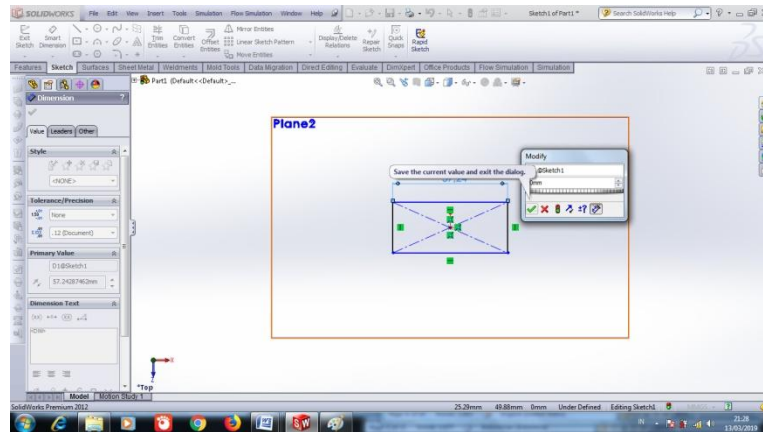 SOLIDWORKS File Edit View Insert Tools Simulation Flow Simulation Window Help Sketch1 of Part1 * Search SolidWorks Help
Exit Sketch Smart Dimension Trim Entities Convert Entities Offset Entities Mirror Entities Linear Sketch Pattern Move Entities Display/Delete Relations Repair Sketch Quick Snaps Rapid Sketch
Features Sketch Surfaces Sheet Metal Weldments Mold Tools Data Migration Direct Editing Evaluate DimXpert Office Products Flow Simulation Simulation
Part1 (Default<<Default>_...
Dimension ?
Value Leaders Other
Style
<NONE>
Tolerance/Precision
None
.12 (Document)
Primary Value
D1@Sketch1
57.24287462mm
Dimension Text
<DIM>
Plane2
Save the current value and exit the dialog.
Modify
@Sketch1
0mm
*Top
Model Motion Study 1
SolidWorks Premium 2012 25.29mm 49.88mm 0mm Under Defined Editing Sketch1
IN 21:28
13/03/2019